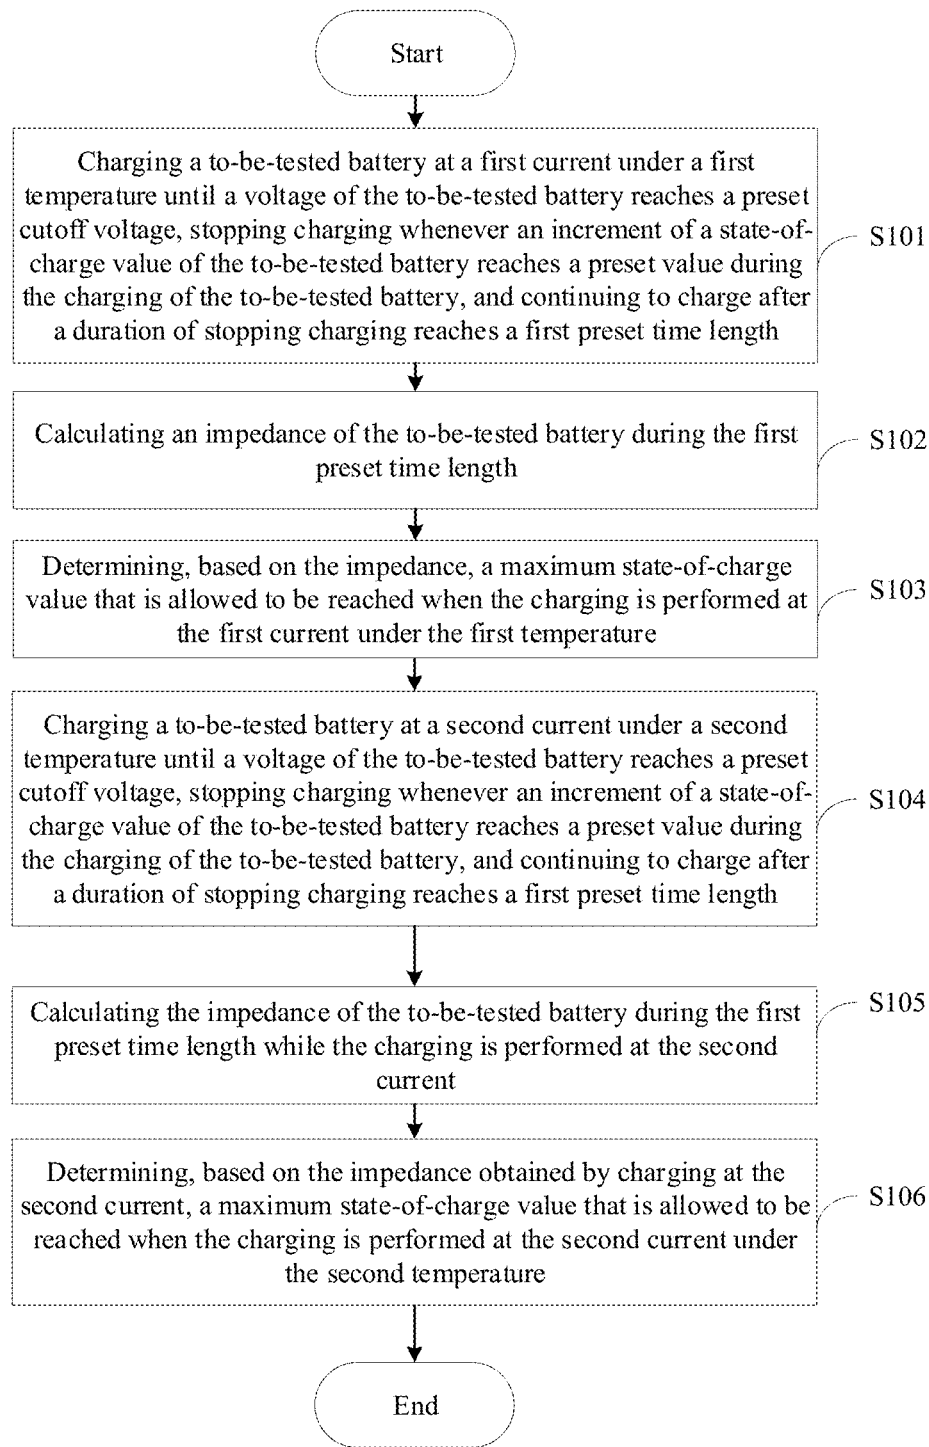 Start
Charging a to-be-tested battery at a first current under a first
temperature until a voltage of the to-be-tested battery reaches a preset
cutoff voltage, stopping charging whenever an increment of a state-of-
charge value of the to-be-tested battery reaches a preset value during
the charging of the to-be-tested battery, and continuing to charge after
a duration of stopping charging reaches a first preset time length
S101
Calculating an impedance of the to-be-tested battery during the first
preset time length
S102
Determining, based on the impedance, a maximum state-of-charge
value that is allowed to be reached when the charging is performed at
the first current under the first temperature
S103
Charging a to-be-tested battery at a second current under a second
temperature until a voltage of the to-be-tested battery reaches a preset
cutoff voltage, stopping charging whenever an increment of a state-of-
charge value of the to-be-tested battery reaches a preset value during
the charging of the to-be-tested battery, and continuing to charge after
a duration of stopping charging reaches a first preset time length
S104
Calculating the impedance of the to-be-tested battery during the first
preset time length while the charging is performed at the second
current
S105
Determining, based on the impedance obtained by charging at the
second current, a maximum state-of-charge value that is allowed to be
reached when the charging is performed at the second current under
the second temperature
S106
End